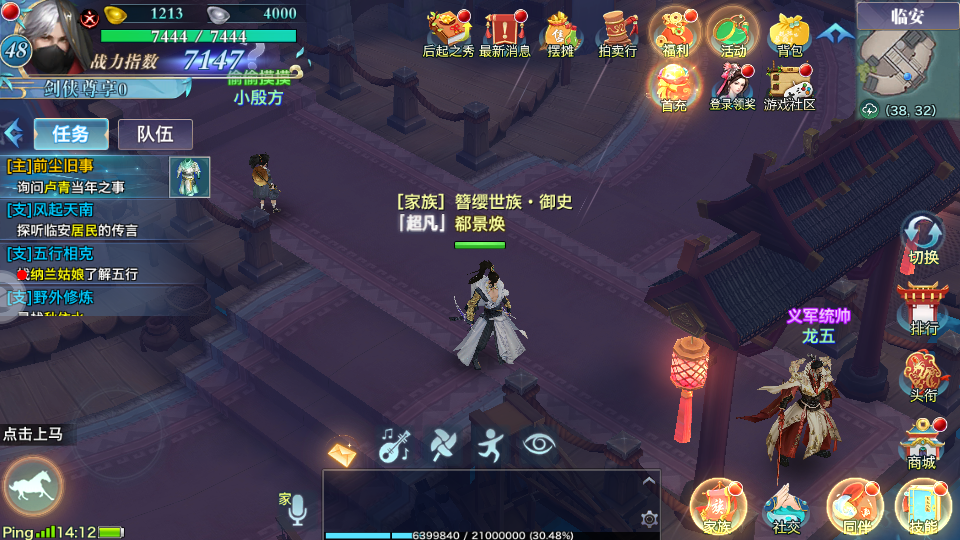 1213
4000
48
7444 / 7444
战力指数 7147
剑侠尊享0
偷偷摸摸
小殷方
后起之秀
最新消息
摆摊
拍卖行
福利
活动
背包
首充
登录领奖
游戏社区
临安
(38, 32)
任务
队伍
[主]前尘旧事
询问卢青当年之事
[支]风起天南
探听临安居民的传言
[支]五行相克
找纳兰姑娘了解五行
[支]野外修炼
[家族] 簪缨世族·御史
「超凡」 郗景焕
切换
排行
头衔
商城
义军统帅
龙五
点击上马
家
家族
社交
同伴
技能
Ping
14:12
6399840 / 21000000 (30.48%)